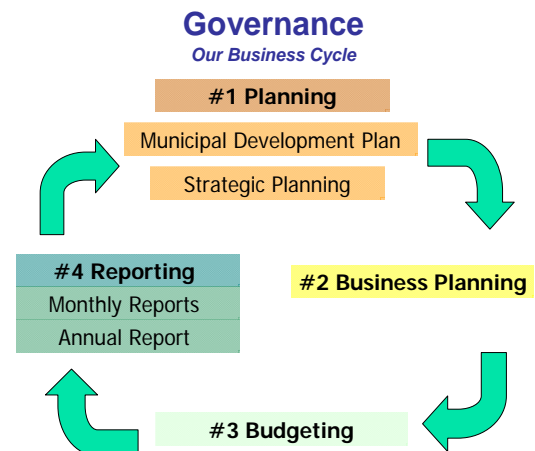 Governance
Our Business Cycle
#1 Planning
Municipal Development Plan
Strategic Planning
#2 Business Planning
#3 Budgeting
#4 Reporting
Monthly Reports
Annual Report